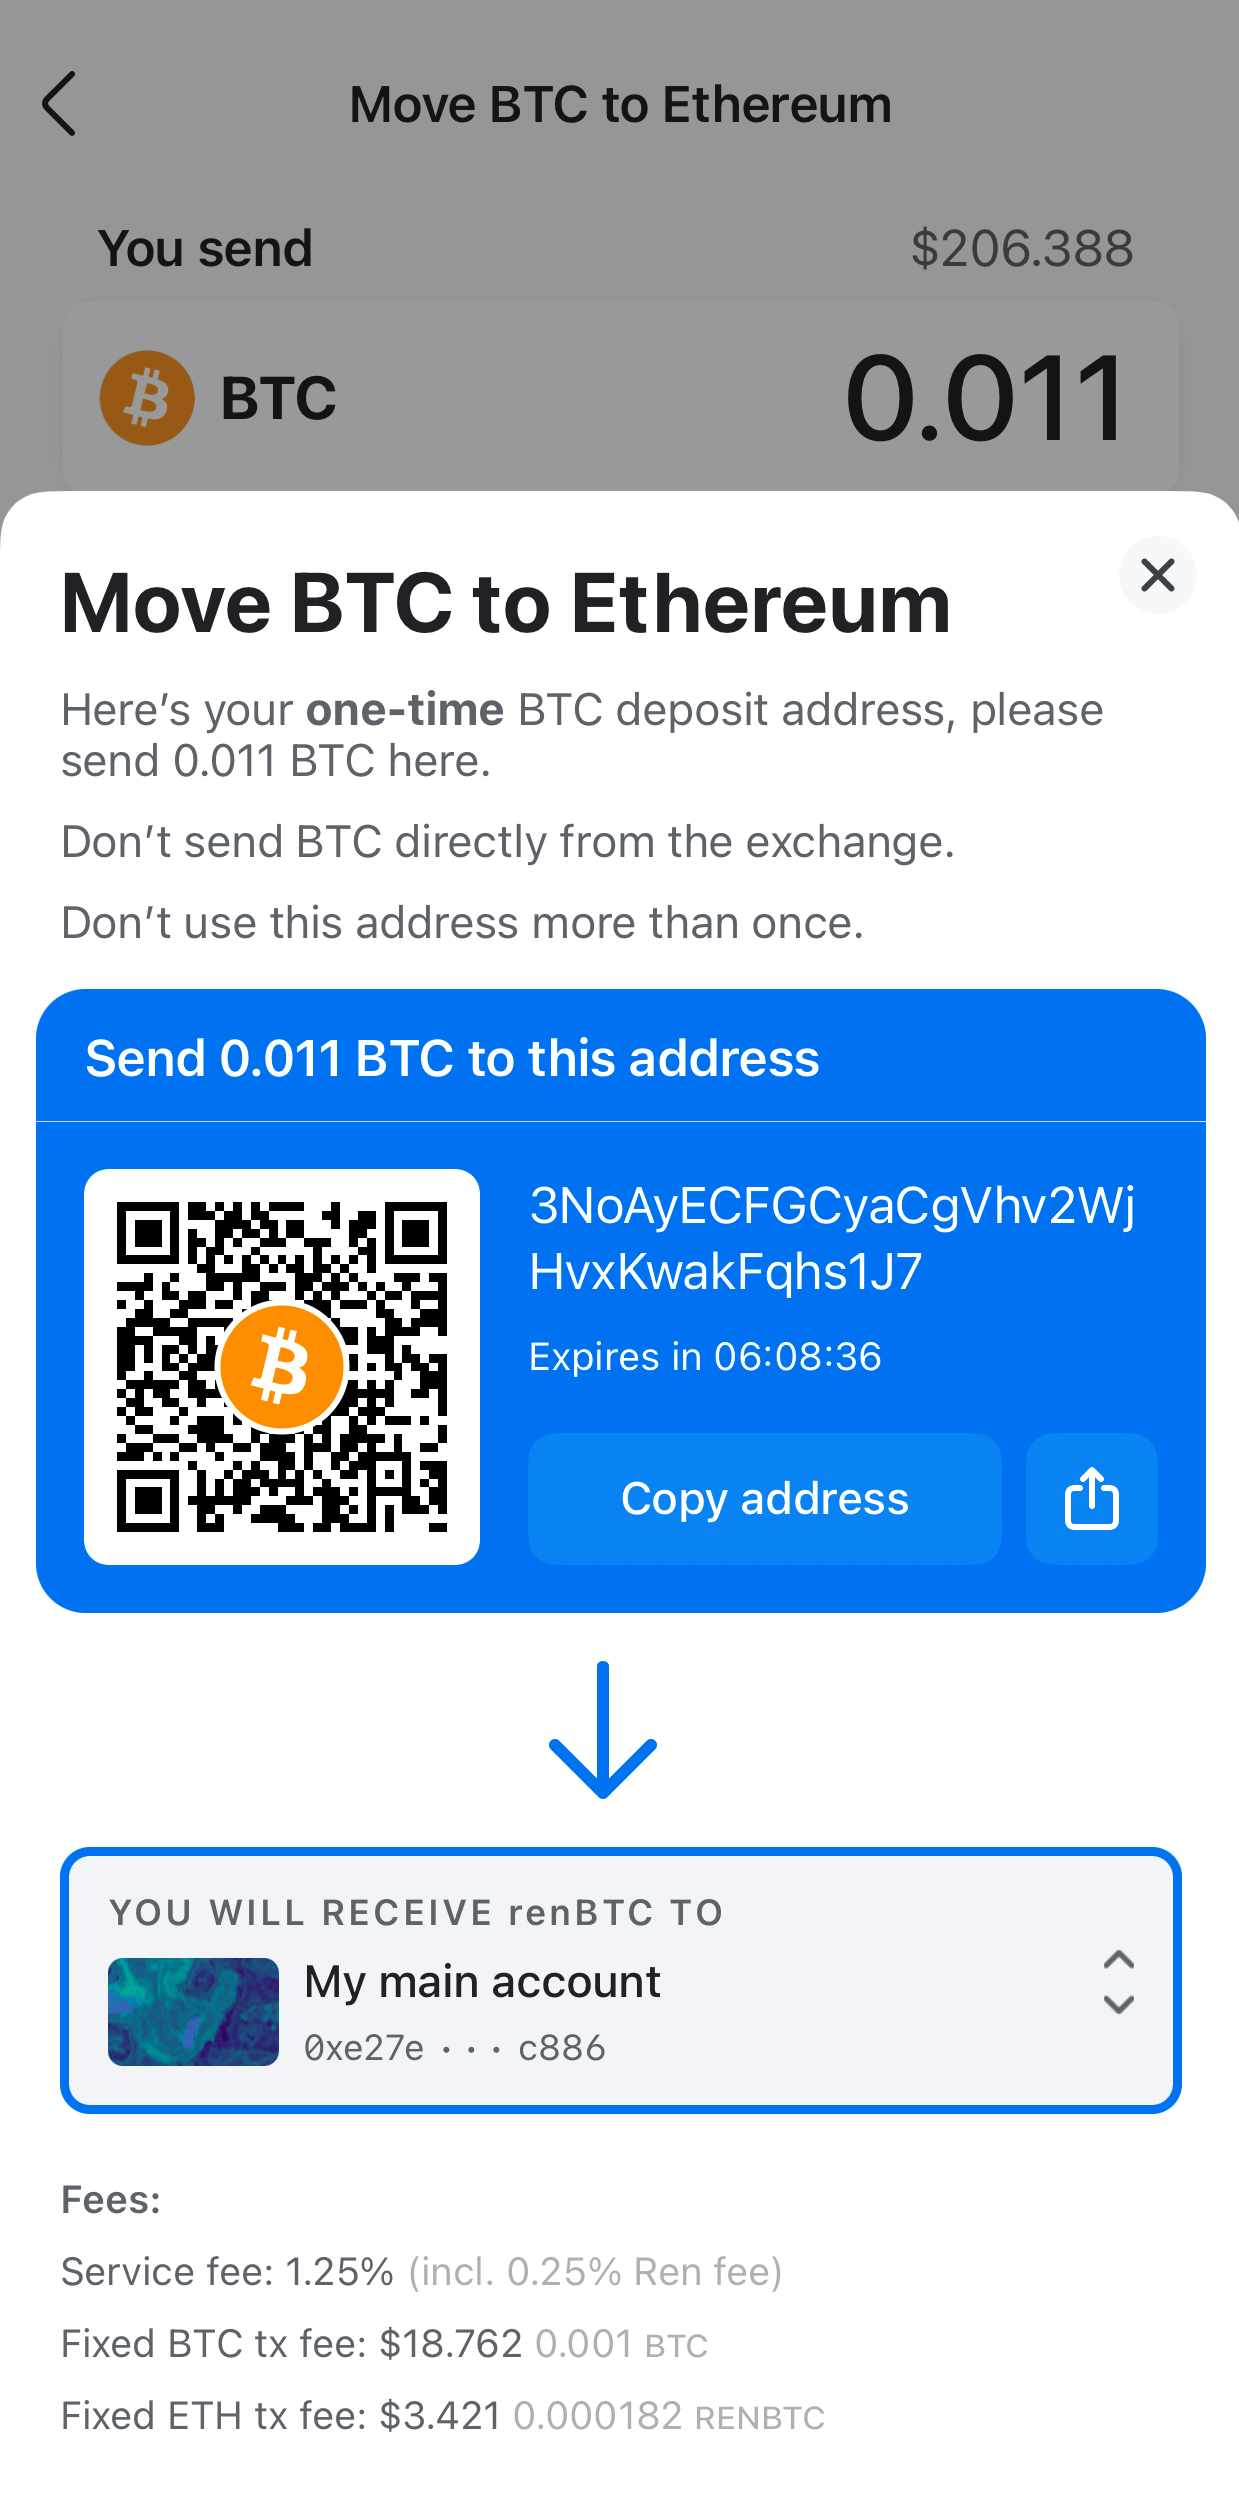 Move BTC to Ethereum
You send $206.388
BTC 0.011
Move BTC to Ethereum
Here’s your one-time BTC deposit address, please
send 0.011 BTC here.
Don’t send BTC directly from the exchange.
Don’t use this address more than once.
Send 0.011 BTC to this address
3NoAyECFGCyaCgVhv2Wj
HvxKwakFqhs1J7
Expires in 06:08:36
Copy address
YOU WILL RECEIVE renBTC TO
My main account
0xe27e ··· c886
Fees:
Service fee: 1.25% (incl. 0.25% Ren fee)
Fixed BTC tx fee: $18.762 0.001 BTC
Fixed ETH tx fee: $3.421 0.000182 RENBTC